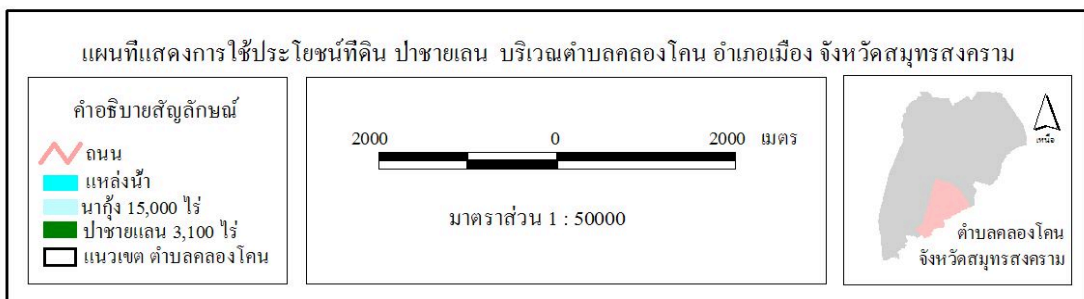 แผนที่แสดงการใช้ประโยชน์ที่ดิน ป่าชายเลน บริเวณตำบลคลองโคน อำเภอเมือง จังหวัดสมุทรสงคราม
คำอธิบายสัญลักษณ์
ถนน
แหล่งน้ำ
นากุ้ง 15,000 ไร่
ป่าชายแลน 3,100 ไร่
แนวเขต ตำบลคลองโคน
2000 0 2000 เมตร
มาตราส่วน 1 : 50000
เหนือ
ตำบลคลองโคน
จังหวัดสมุทรสงคราม